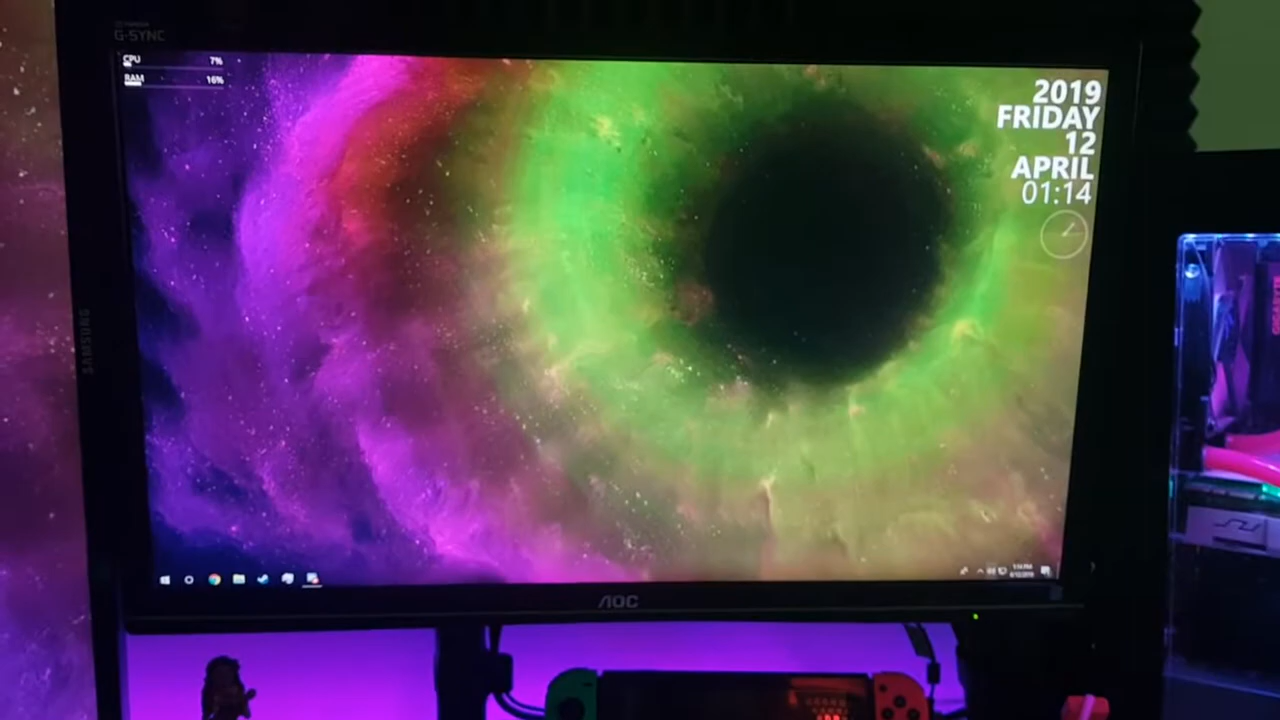 G-SYNC
CPU 7%
RAM 16%
2019
FRIDAY
12
APRIL
01:14
SAMSUNG
AOC